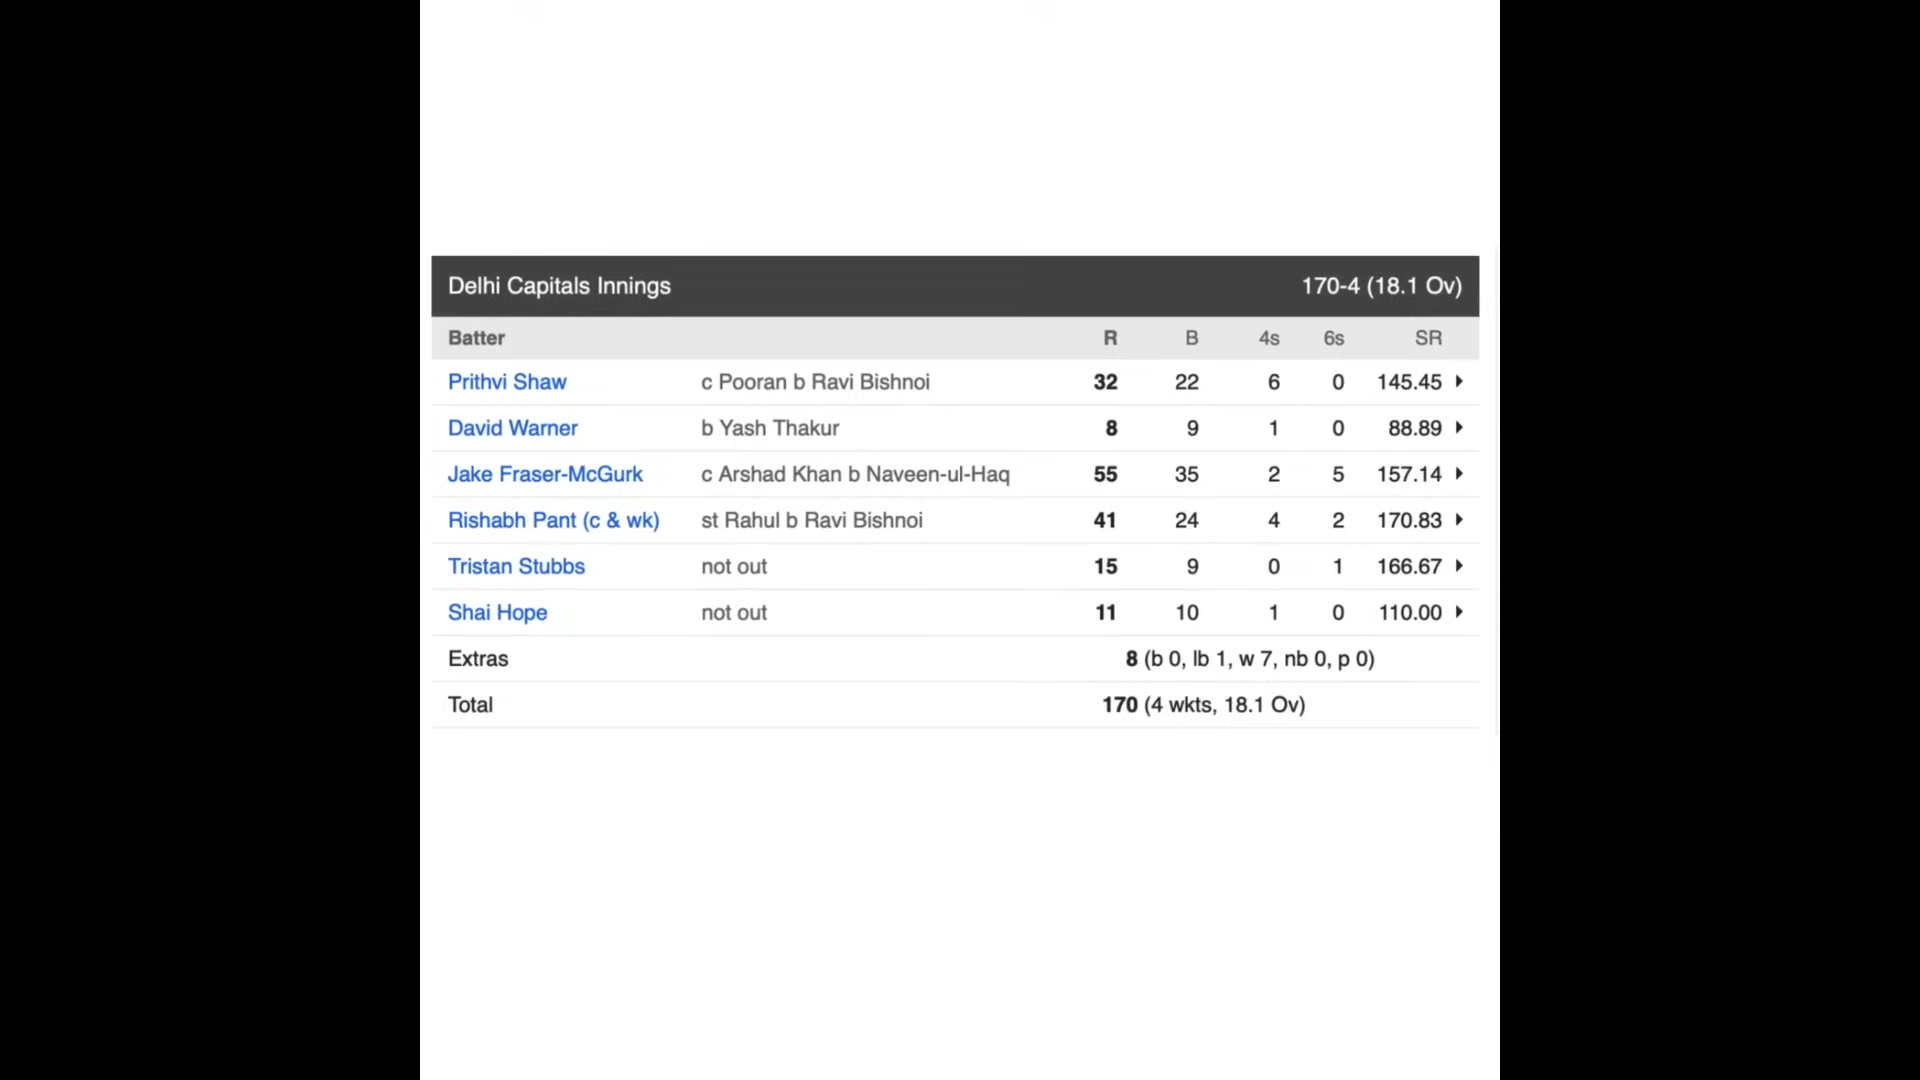 Delhi Capitals Innings 170-4 (18.1 Ov)
Batter R B 4s 6s SR
Prithvi Shaw c Pooran b Ravi Bishnoi 32 22 6 0 145.45
David Warner b Yash Thakur 8 9 1 0 88.89
Jake Fraser-McGurk c Arshad Khan b Naveen-ul-Haq 55 35 2 5 157.14
Rishabh Pant (c & wk) st Rahul b Ravi Bishnoi 41 24 4 2 170.83
Tristan Stubbs not out 15 9 0 1 166.67
Shai Hope not out 11 10 1 0 110.00
Extras 8 (b 0, lb 1, w 7, nb 0, p 0)
Total 170 (4 wkts, 18.1 Ov)